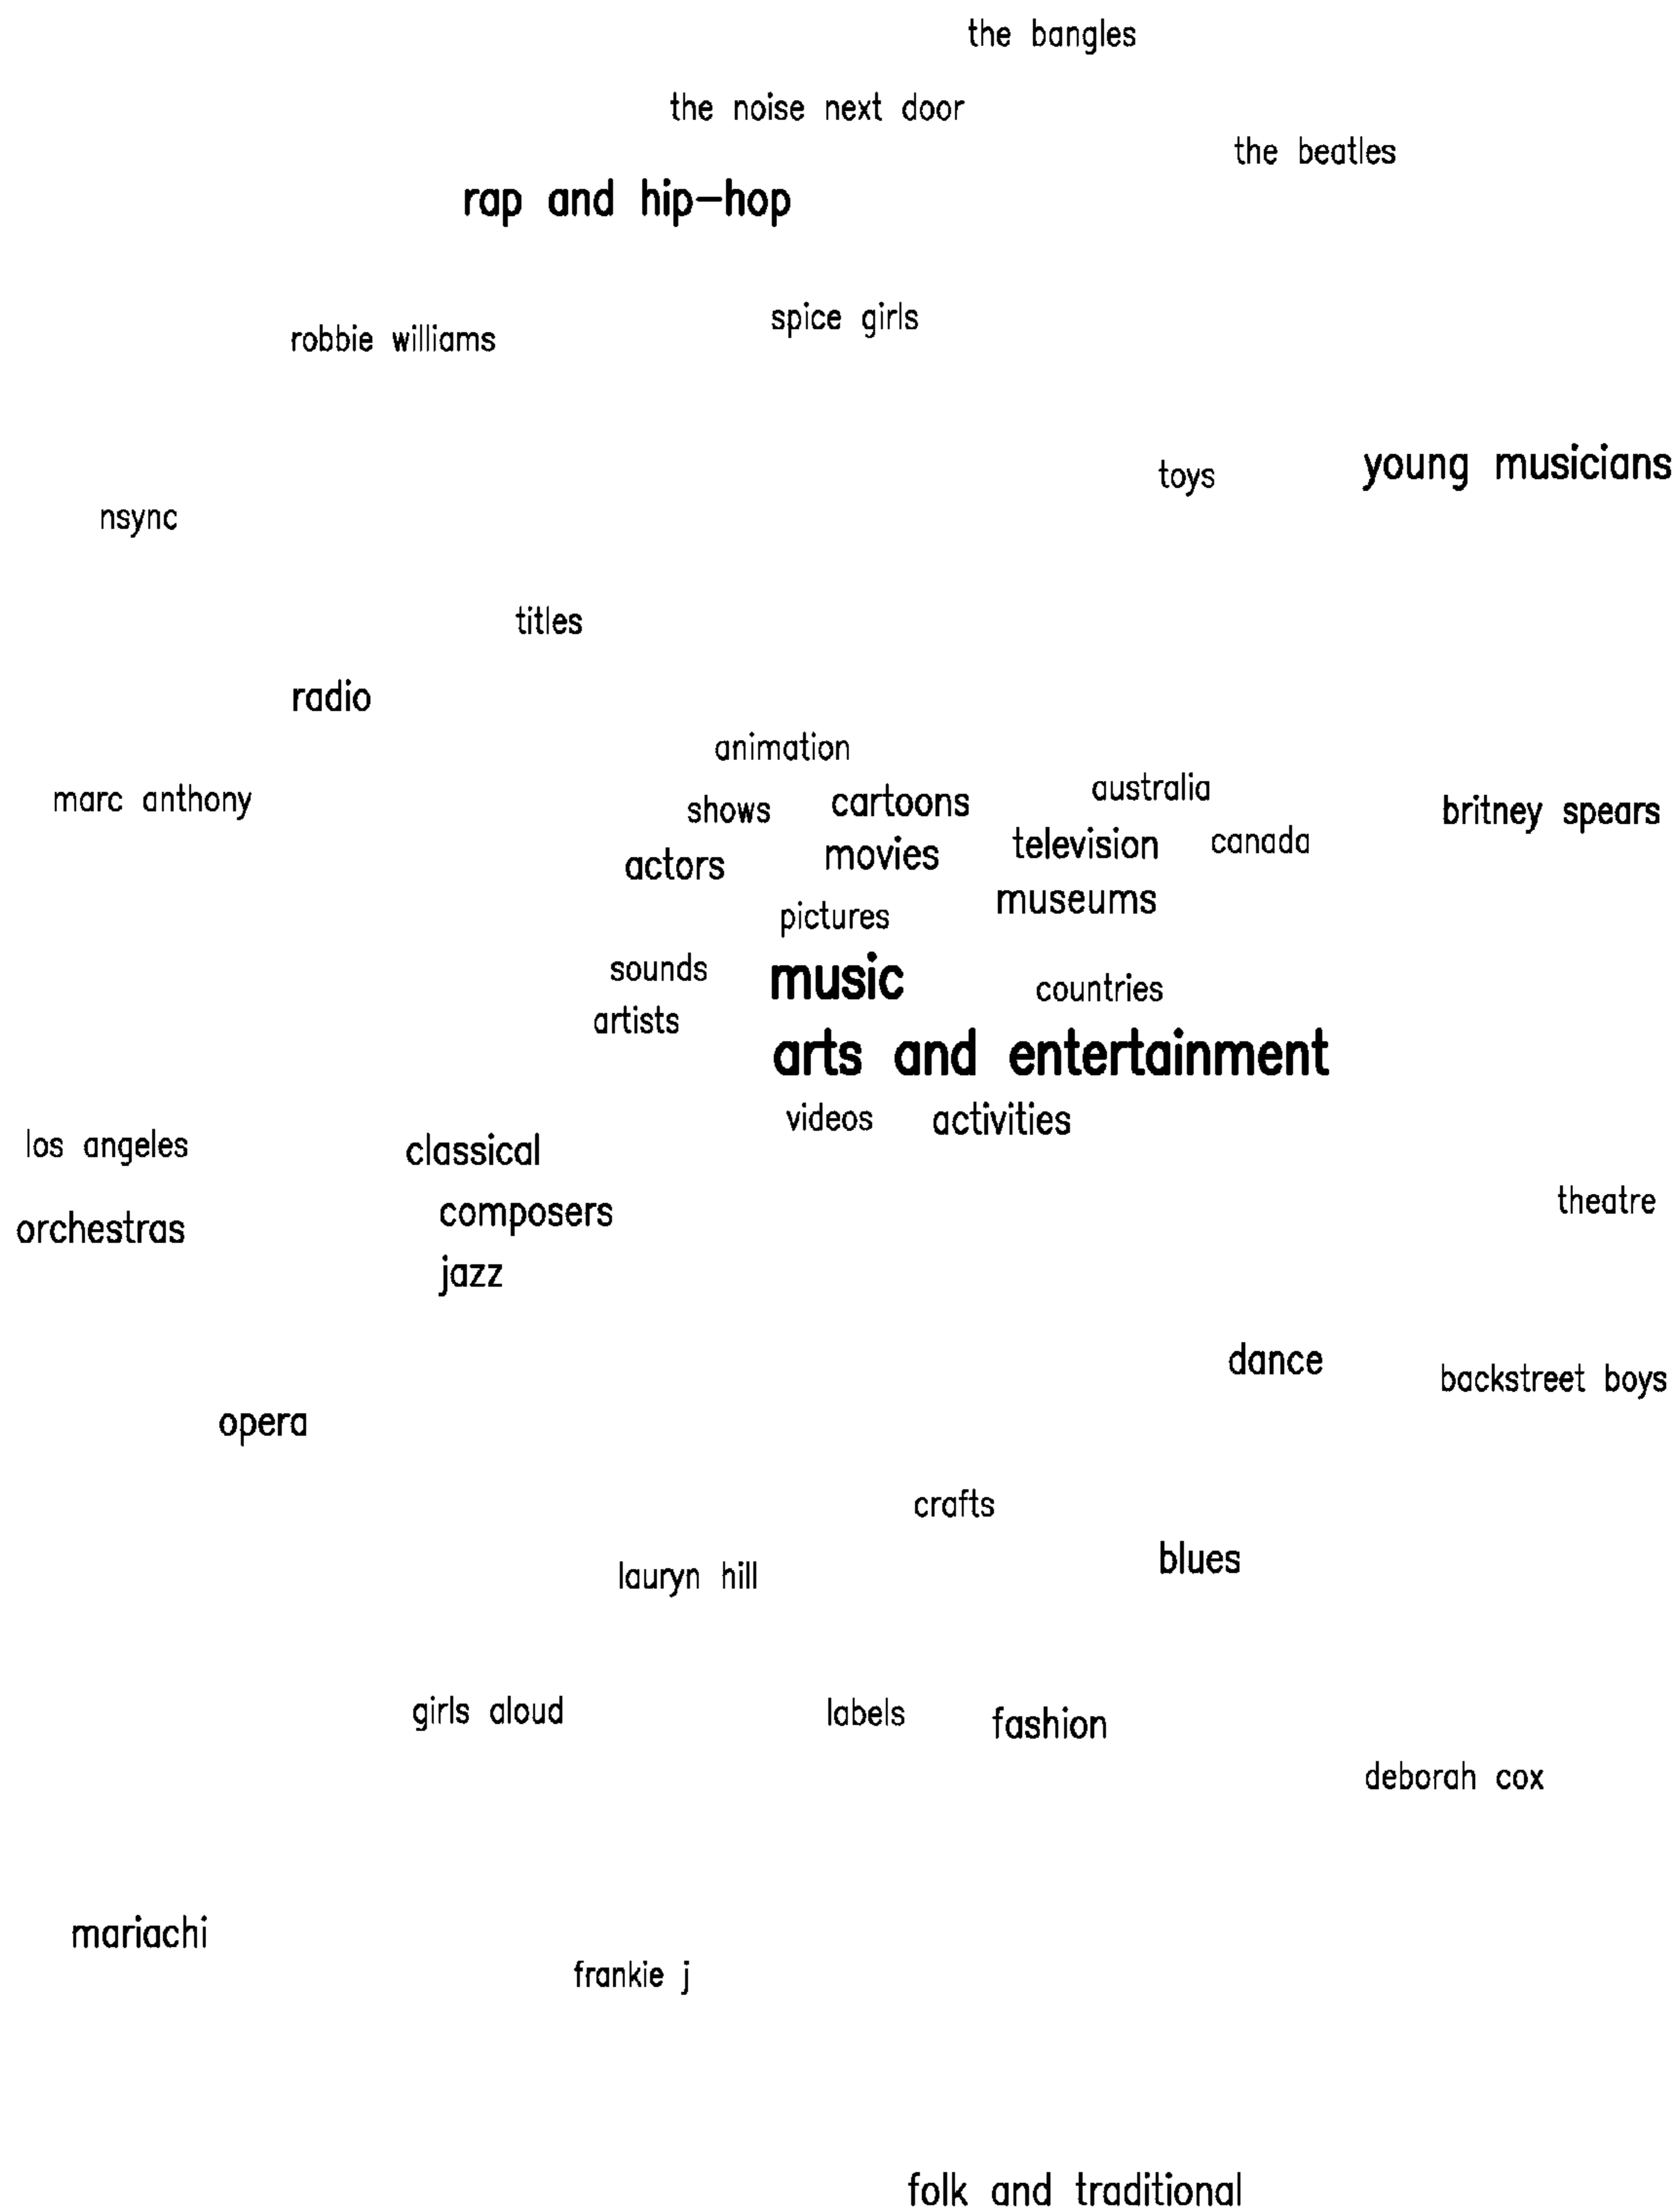 the bangles
the noise next door
the beatles
rap and hip-hop
spice girls
robbie williams
young musicians
toys
nsync
titles
radio
animation
australia
marc anthony
shows
cartoons
britney spears
television
canada
movies
actors
museums
pictures
sounds
music
countries
artists
arts and entertainment
videos
activities
los angeles
classical
theatre
composers
orchestras
jazz
dance
backstreet boys
opera
crafts
blues
lauryn hill
girls aloud
labels
fashion
deborah cox
mariachi
frankie j
folk and traditional